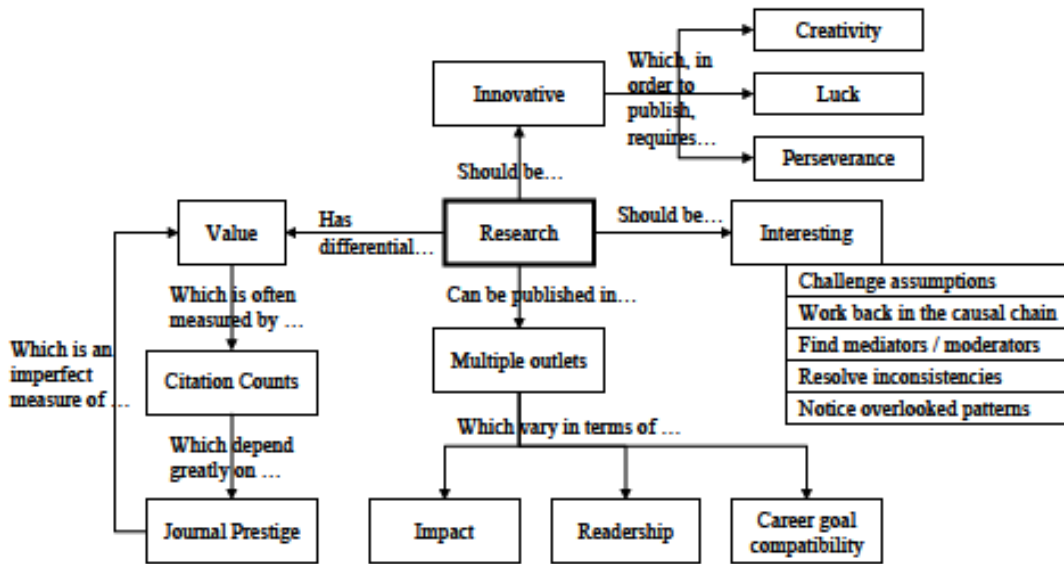 Creativity
Innovative
Which, in
order to
publish,
requires…
Luck
Perseverance
Should be…
Value
Has
differential…
Research
Should be…
Interesting
Challenge assumptions
Work back in the causal chain
Find mediators / moderators
Resolve inconsistencies
Notice overlooked patterns
Which is often
measured by …
Can be published in…
Which is an
imperfect
measure of …
Citation Counts
Multiple outlets
Which depend
greatly on …
Which vary in terms of …
Journal Prestige
Impact
Readership
Career goal
compatibility